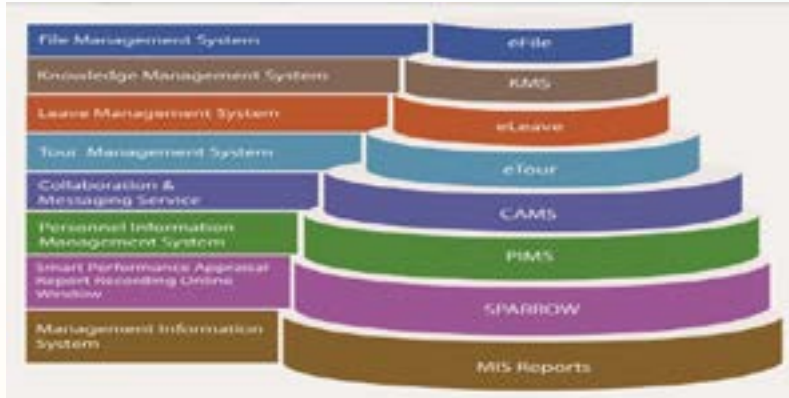 File Management System
eFile
Knowledge Management System
KMS
Leave Management System
eLeave
Tour Management System
eTour
Collaboration &
Messaging Service
CAMS
Personnel Information
Management System
PIMS
Smart Performance Appraisal
Report Recording Online
Window
SPARROW
Management Information
System
MIS Reports